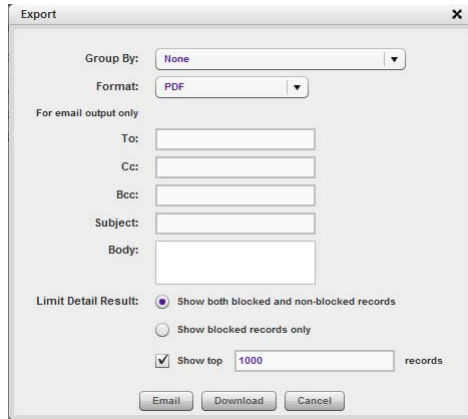 Export
Group By: None
Format: PDF
For email output only
To:
Cc:
Bcc:
Subject:
Body:
Limit Detail Result: Show both blocked and non-blocked records
Show blocked records only
Show top 1000 records
Email Download Cancel